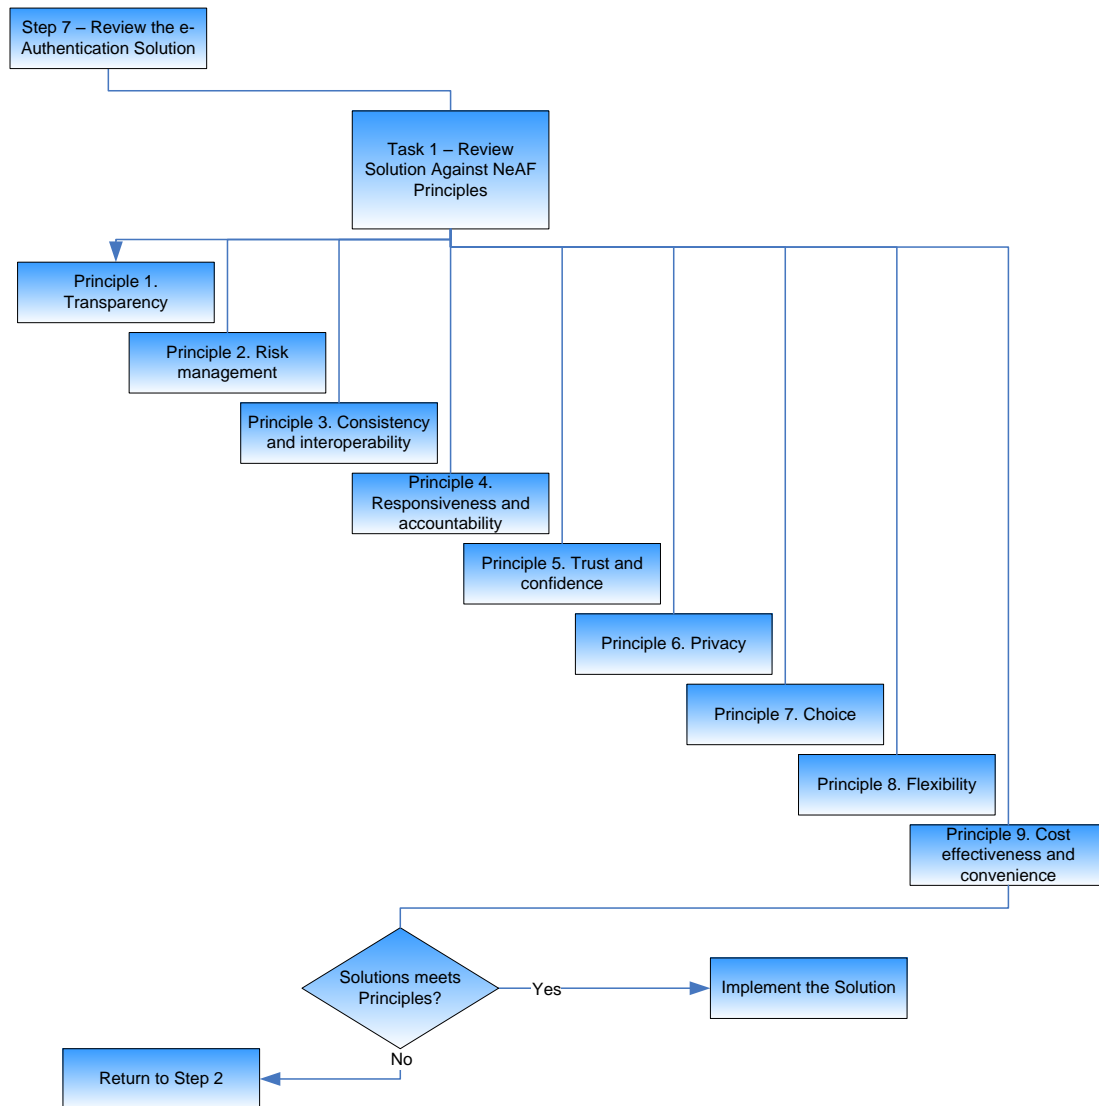 Step 7 – Review the e-
Authentication Solution
Task 1 – Review
Solution Against NeAF
Principles
Principle 1.
Transparency
Principle 2. Risk
management
Principle 3. Consistency
and interoperability
Principle 4.
Responsiveness and
accountability
Principle 5. Trust and
confidence
Principle 6. Privacy
Principle 7. Choice
Principle 8. Flexibility
Principle 9. Cost
effectiveness and
convenience
Solutions meets
Principles?
Yes
Implement the Solution
No
Return to Step 2